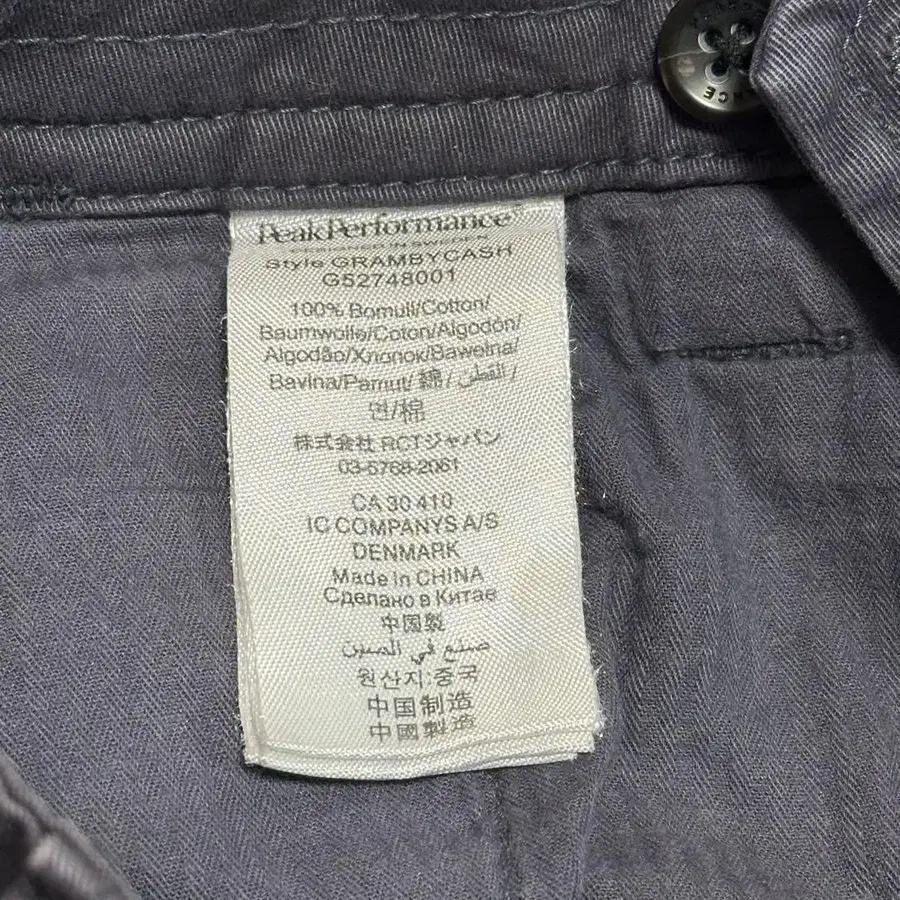 PeakPerformance
Style GRAMBYCASH
G52748001
100% Bomull/Cotton/
Baumwolle/Coton/Algodón/
Algodão/Хлопок/Bawełna/
Bavlna/Pamut/ 綿/ القطن/
면/棉
株式会社 RCTジャパン
03-5768-2061
CA 30 410
IC COMPANYS A/S
DENMARK
Made in CHINA
Сделано в Китае
中国製
صنع في الصين
원산지:중국
中国制造
中國製造